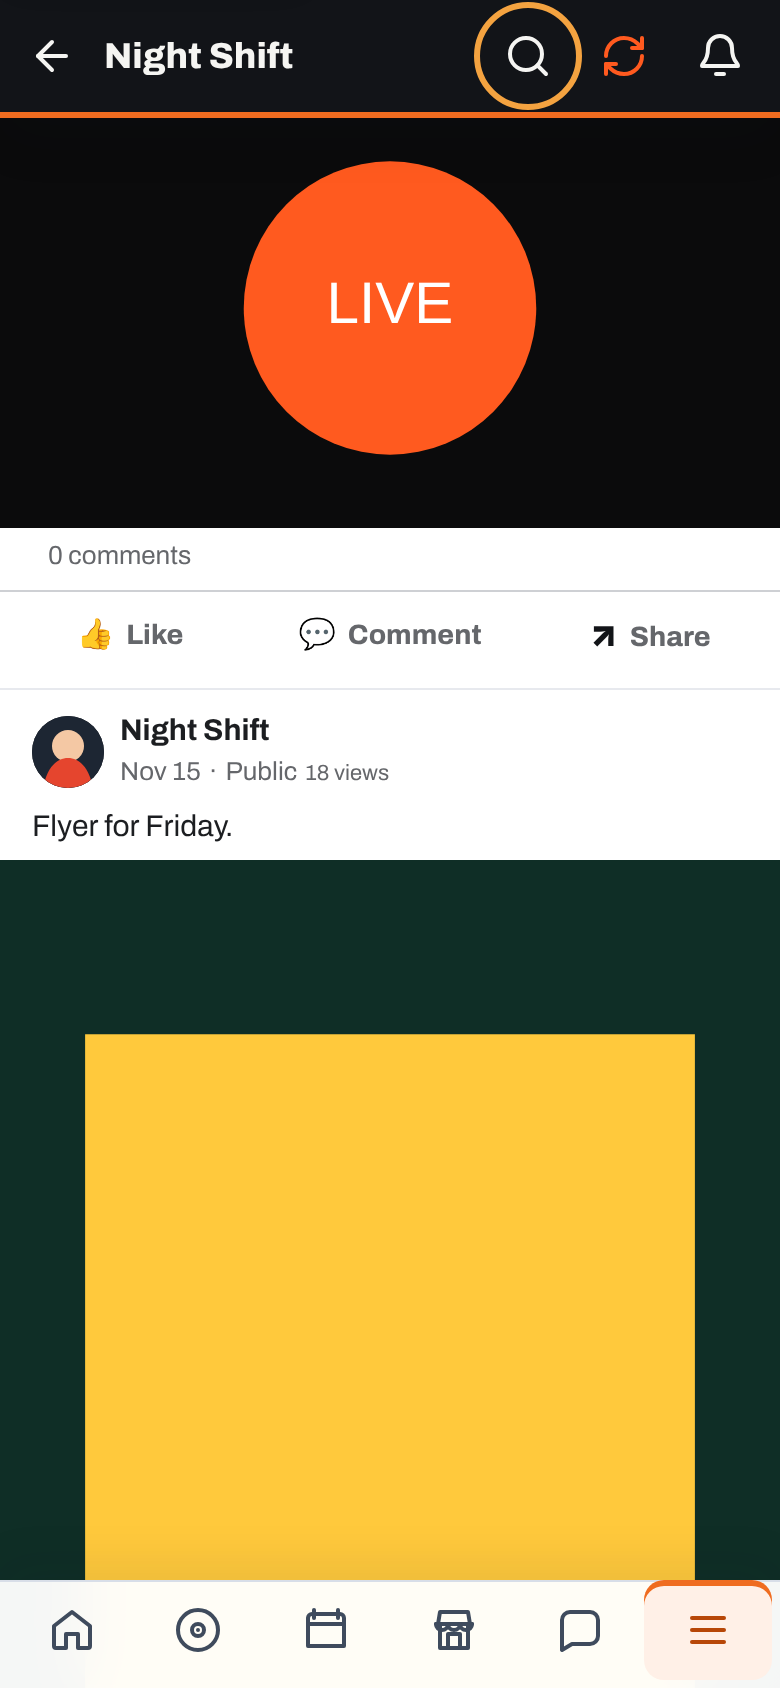 Night Shift
LIVE
0 comments
👍 Like 💬 Comment ↗ Share
Night Shift
Nov 15 · Public 18 views
Flyer for Friday.